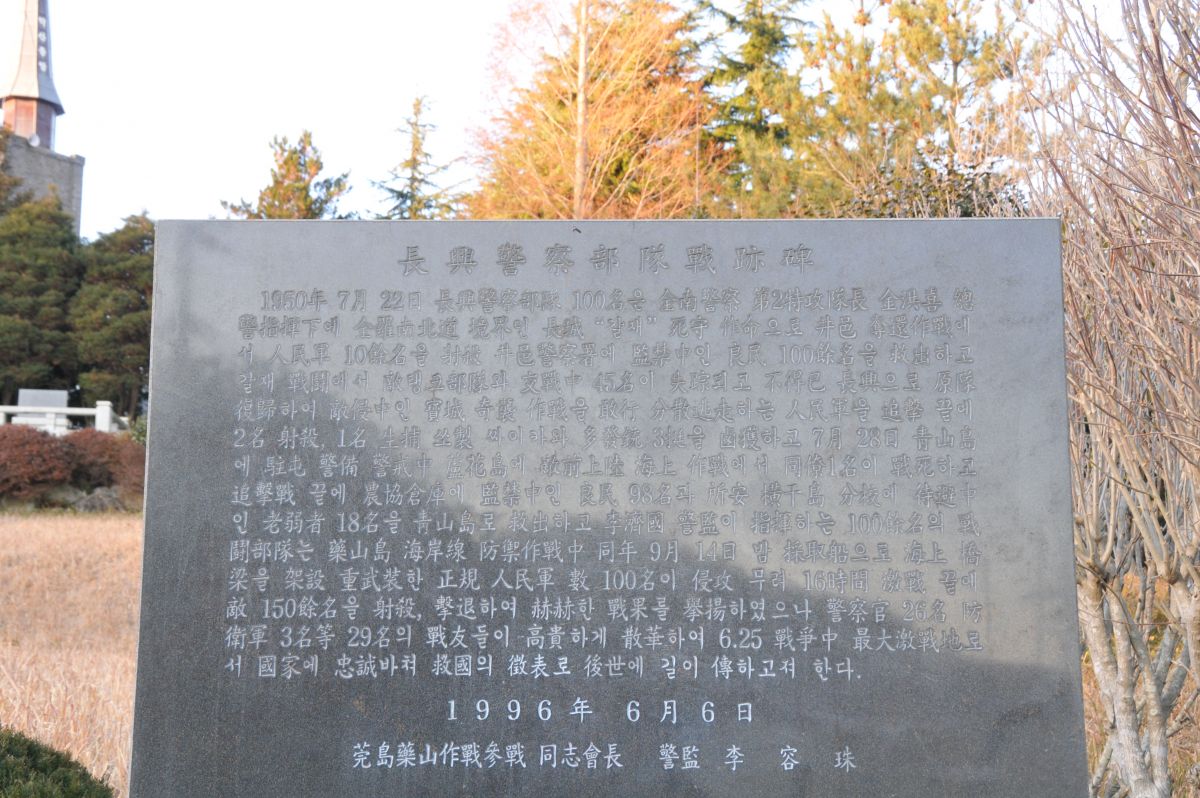 長興警察部隊戰跡碑
1950年 7月 22日 長興警察部隊 100名은 全南警察 第2特攻隊長 金洪喜 總
警指揮下에 全羅南北道 境界인 長城 “갈재” 死守 作命으로 井邑 奪還作戰에
서 人民軍 10餘名을 射殺 井邑警察署에 監禁中인 良民 100餘名을 救出하고
갈재 戰鬪에서 敵戰車部隊와 交戰中 45名이 失踪되고 不得已 長興으로 原隊
復歸하여 敵侵中인 寶城 奇襲 作戰을 敢行 分散逃走하는 人民軍을 追擊 끝에
2名 射殺, 1名 生捕 쏘製 싸이카와 多發銃 3挺을 鹵獲하고 7月 28日 靑山島
에 駐屯 警備 警戒中 蘆花島에 敵前上陸 海上 作戰에서 同僚1名이 戰死하고
追擊戰 끝에 農協倉庫에 監禁中인 良民 98名과 所安 橫干島 分校에 待避中
인 老弱者 18名을 靑山島로 救出하고 李濟國 警監이 指揮하는 100餘名의 戰
鬪部隊는 藥山島 海岸線 防禦作戰中 同年 9月 14日 밤 採取船으로 海上 橋
梁을 架設 重武裝한 正規 人民軍 數 100名이 侵攻 무려 16時間 激戰 끝에
敵 150餘名을 射殺, 擊退하여 赫赫한 戰果를 擧揚하였으나 警察官 26名 防
衛軍 3名等 29名의 戰友들이 高貴하게 散華하여 6.25 戰爭中 最大激戰地로
서 國家에 忠誠바쳐 救國의 徵表로 後世에 길이 傳하고저 한다.
1996年 6月6日
莞島藥山作戰參戰 同志會長 警監 李容珠